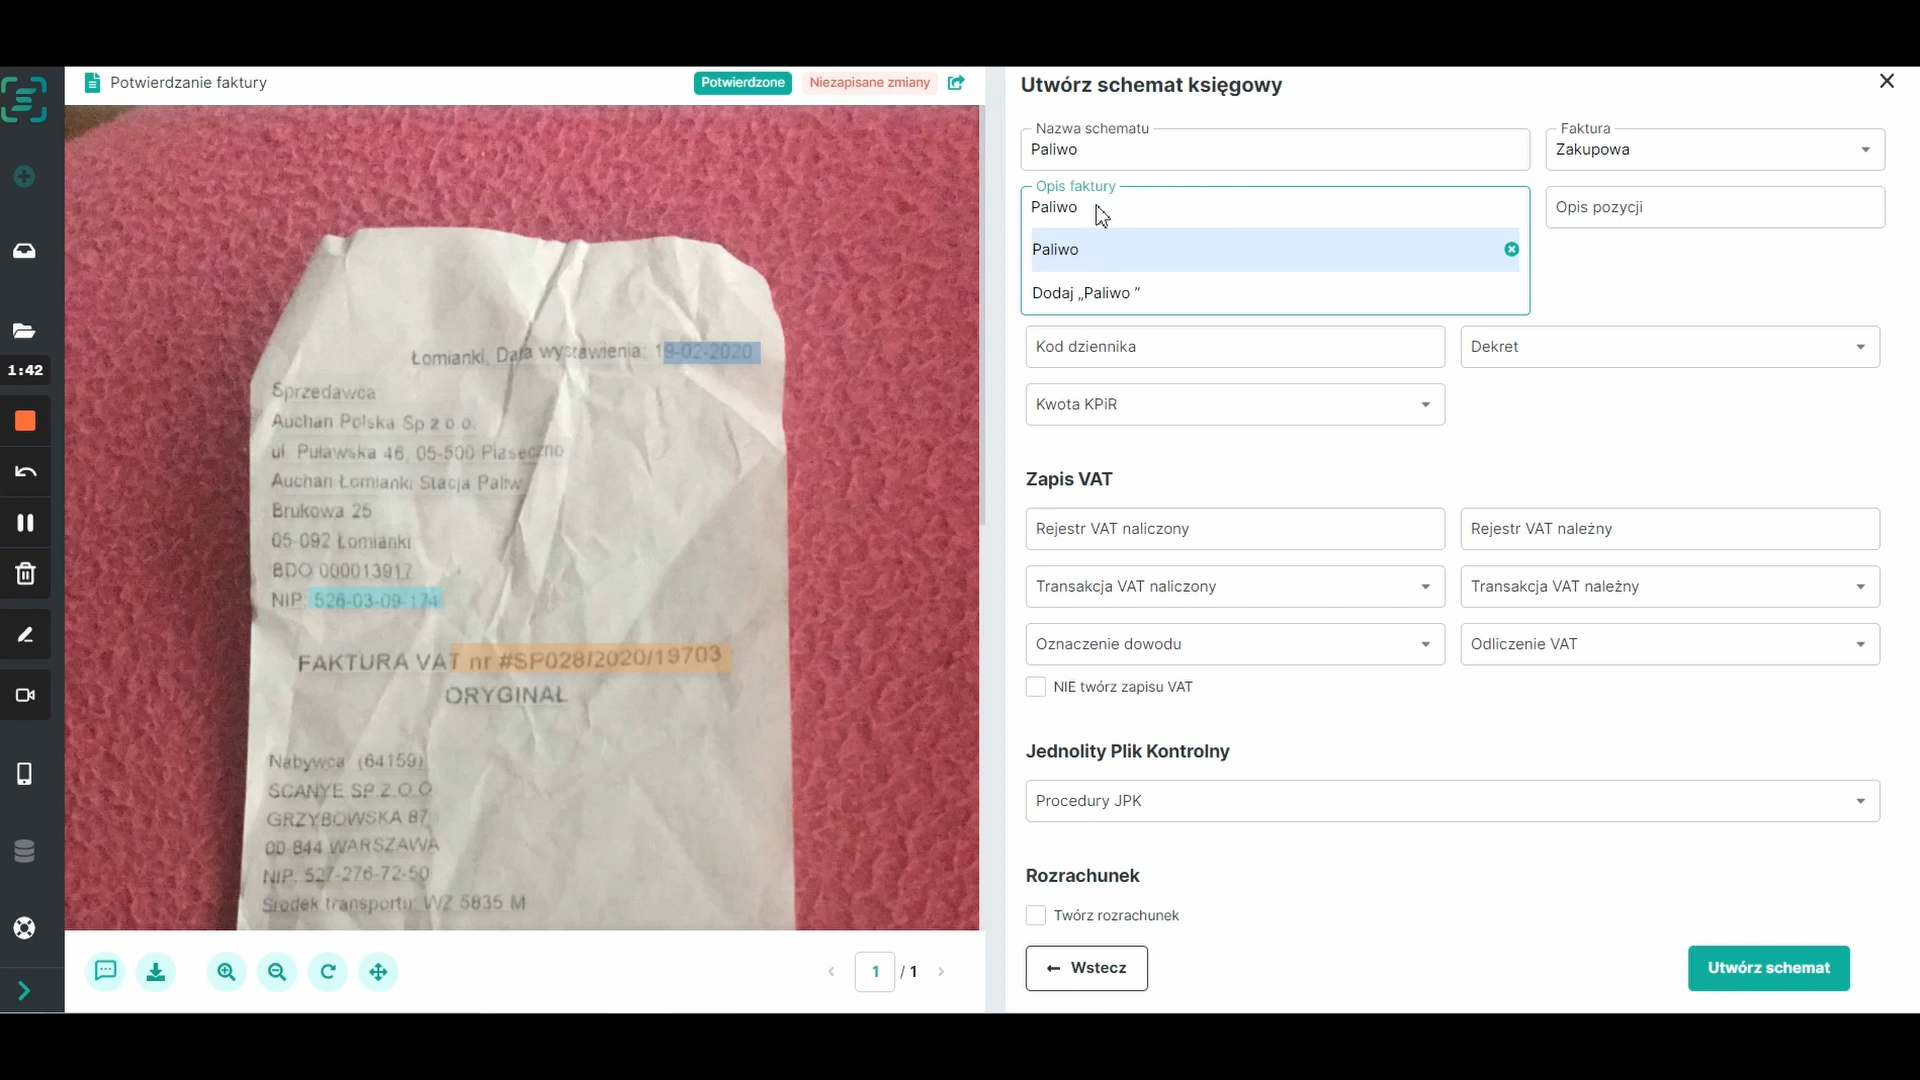 Potwierdzanie faktury
Potwierdzone
Niezapisane zmiany
Łomianki, Data wystawienia: 19-02-2020
Sprzedawca
Auchan Polska Sp z o.o.
ul. Puławska 46, 05-500 Piaseczno
Auchan Łomianki Stacja Paliw
Brukowa 25
05-092 Łomianki
BDO 000013917
NIP: 526-03-09-174
FAKTURA VAT nr #SP028/2020/19703
ORYGINAŁ
Nabywca (64159)
SCANYE SP Z O.O
GRZYBOWSKA 87
00-844 WARSZAWA
NIP. 527-276-72-50
Środek transportu: WZ 5835 M
1 / 1
1:42
Utwórz schemat księgowy
Nazwa schematu
Paliwo
Faktura
Zakupowa
Opis faktury
Paliwo
Opis pozycji
Paliwo
Dodaj „Paliwo ”
Kod dziennika
Dekret
Kwota KPiR
Zapis VAT
Rejestr VAT naliczony
Rejestr VAT należny
Transakcja VAT naliczony
Transakcja VAT należny
Oznaczenie dowodu
Odliczenie VAT
NIE twórz zapisu VAT
Jednolity Plik Kontrolny
Procedury JPK
Rozrachunek
Twórz rozrachunek
Wstecz
Utwórz schemat